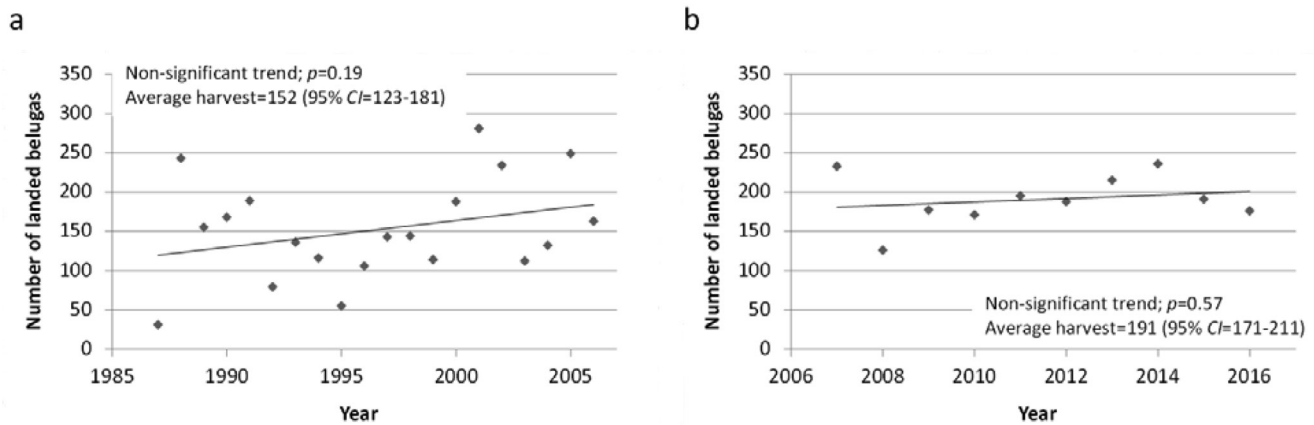 a
Non-significant trend; p=0.19
Average harvest=152 (95% CI=123-181)
Number of landed belugas
350
300
250
200
150
100
50
0
1985
1990
1995
2000
2005
Year
b
Number of landed belugas
350
300
250
200
150
100
50
0
Non-significant trend; p=0.57
Average harvest=191 (95% CI=171-211)
2006
2008
2010
2012
2014
2016
Year